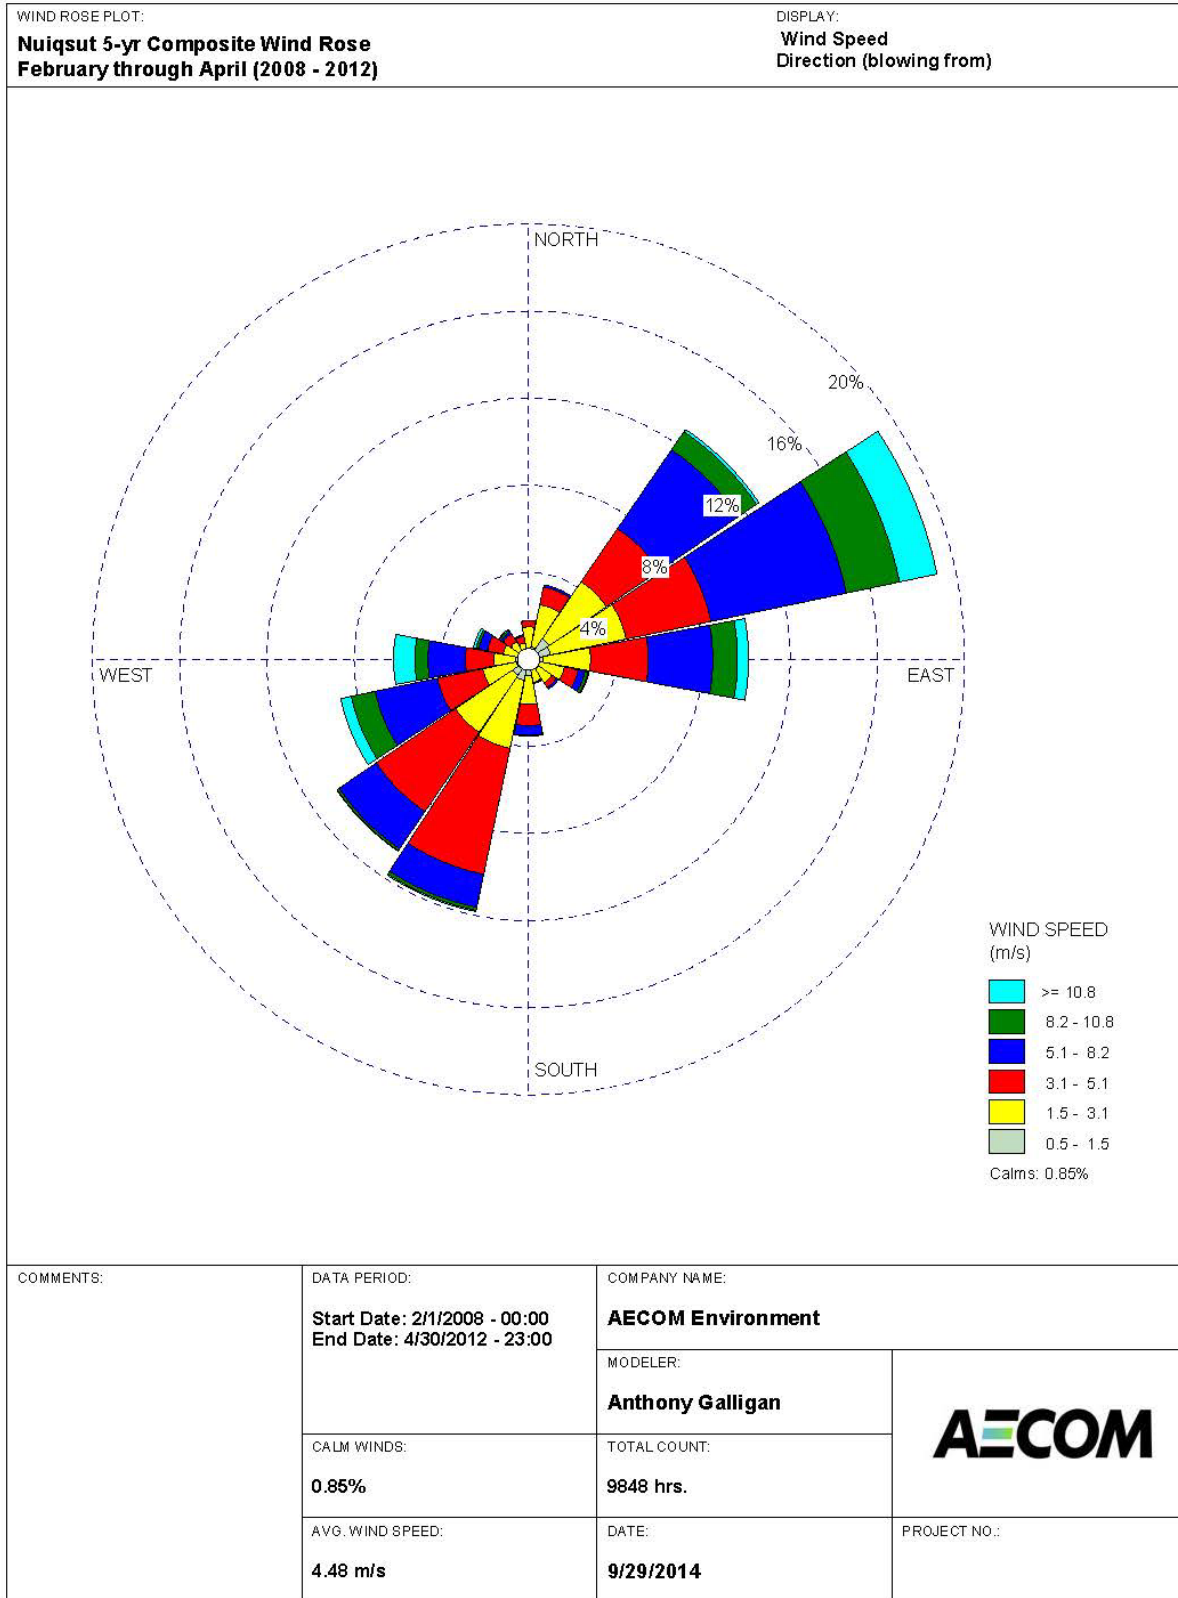 WIND ROSE PLOT:
Nuiqsut 5-yr Composite Wind Rose
February through April (2008 - 2012)
DISPLAY:
Wind Speed
Direction (blowing from)
NORTH
20%
16%
12%
8%
4%
WEST
EAST
SOUTH
WIND SPEED
(m/s)
>= 10.8
8.2 - 10.8
5.1 - 8.2
3.1 - 5.1
1.5 - 3.1
0.5 - 1.5
Calms: 0.85%
COMMENTS:
DATA PERIOD:
Start Date: 2/1/2008 - 00:00
End Date: 4/30/2012 - 23:00
COMPANY NAME:
AECOM Environment
MODELER:
Anthony Galligan
AECOM
CALM WINDS:
0.85%
TOTAL COUNT:
9848 hrs.
AVG. WIND SPEED:
4.48 m/s
DATE:
9/29/2014
PROJECT NO.: